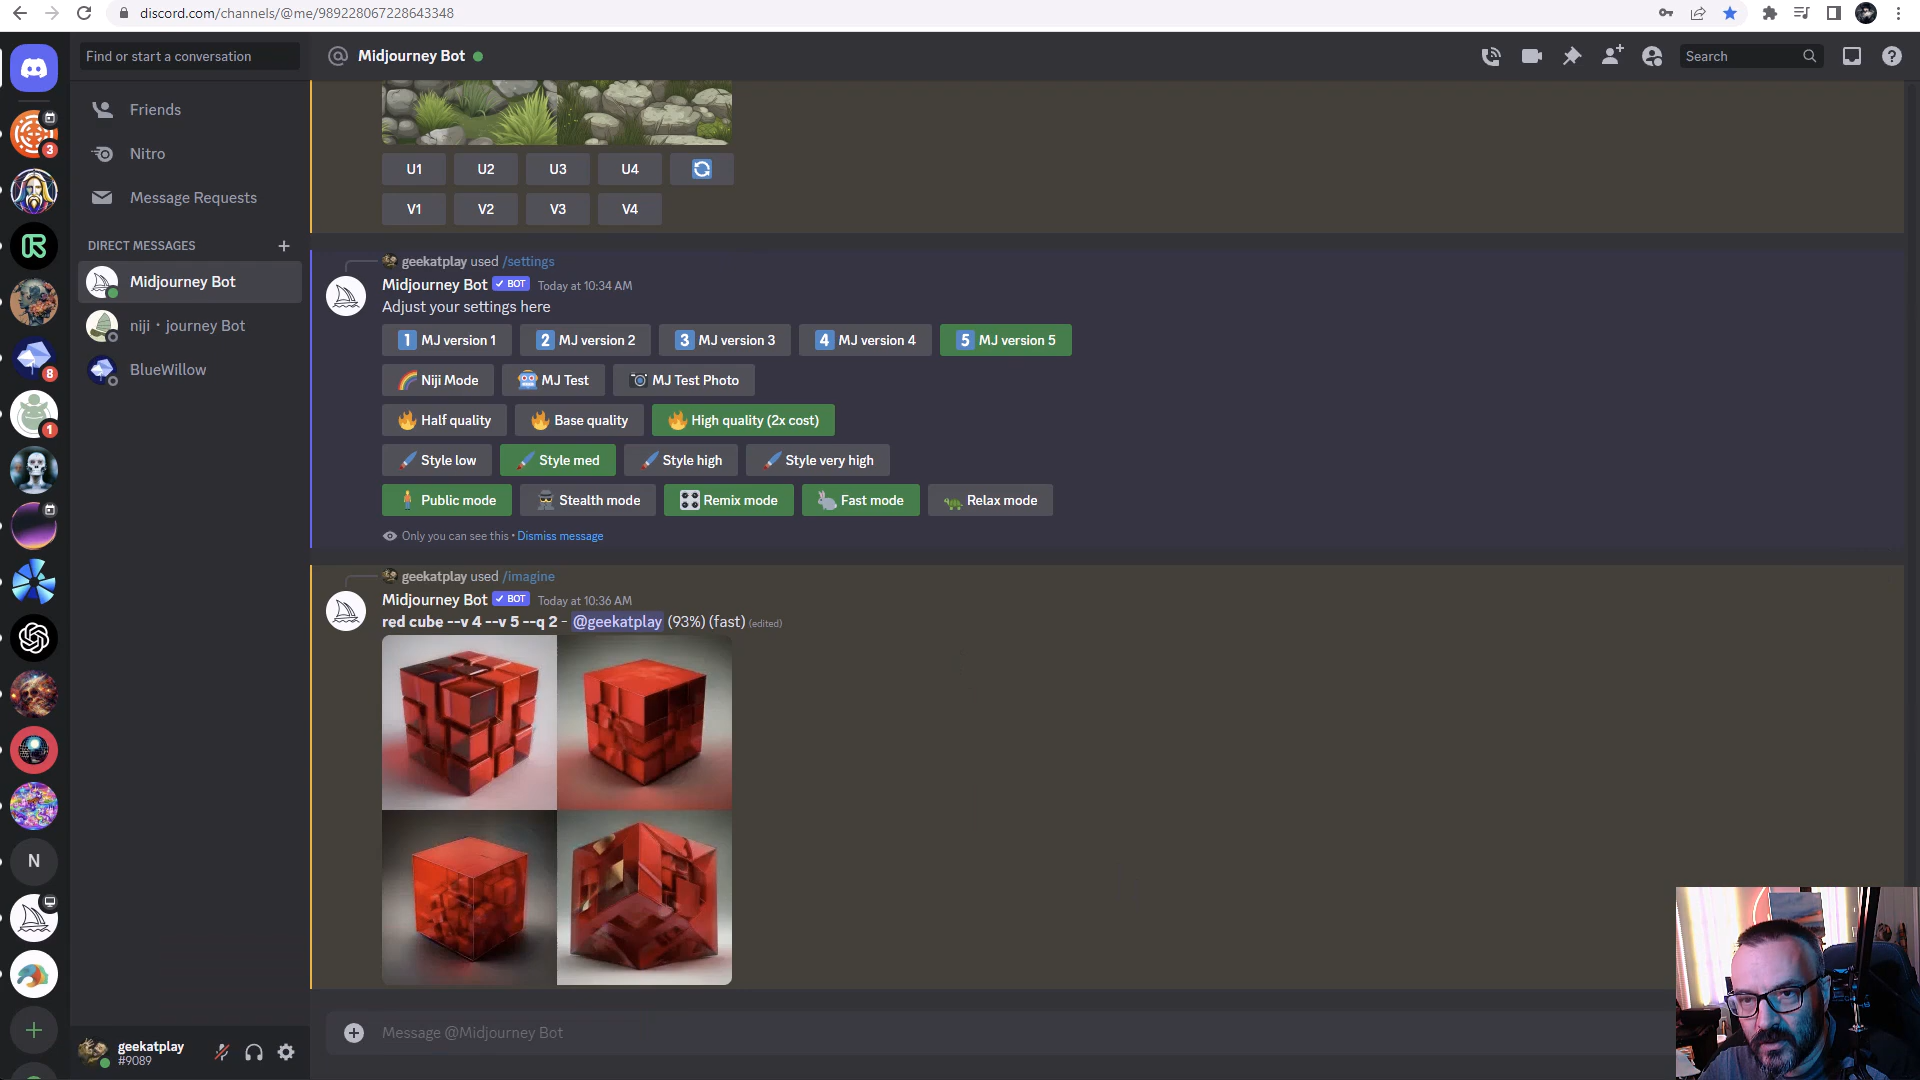 discord.com/channels/@me/989228067228643348
Find or start a conversation
Midjourney Bot
Search
Friends
Nitro
Message Requests
DIRECT MESSAGES
Midjourney Bot
niji・journey Bot
BlueWillow
3
8
1
N
U1 U2 U3 U4
V1 V2 V3 V4
geekatplay used /settings
Midjourney Bot BOT Today at 10:34 AM
Adjust your settings here
1 MJ version 1 2 MJ version 2 3 MJ version 3 4 MJ version 4 5 MJ version 5
Niji Mode MJ Test MJ Test Photo
Half quality Base quality High quality (2x cost)
Style low Style med Style high Style very high
Public mode Stealth mode Remix mode Fast mode Relax mode
Only you can see this • Dismiss message
geekatplay used /imagine
Midjourney Bot BOT Today at 10:36 AM
red cube --v 4 --v 5 --q 2 - @geekatplay (93%) (fast) (edited)
Message @Midjourney Bot
geekatplay
#9089